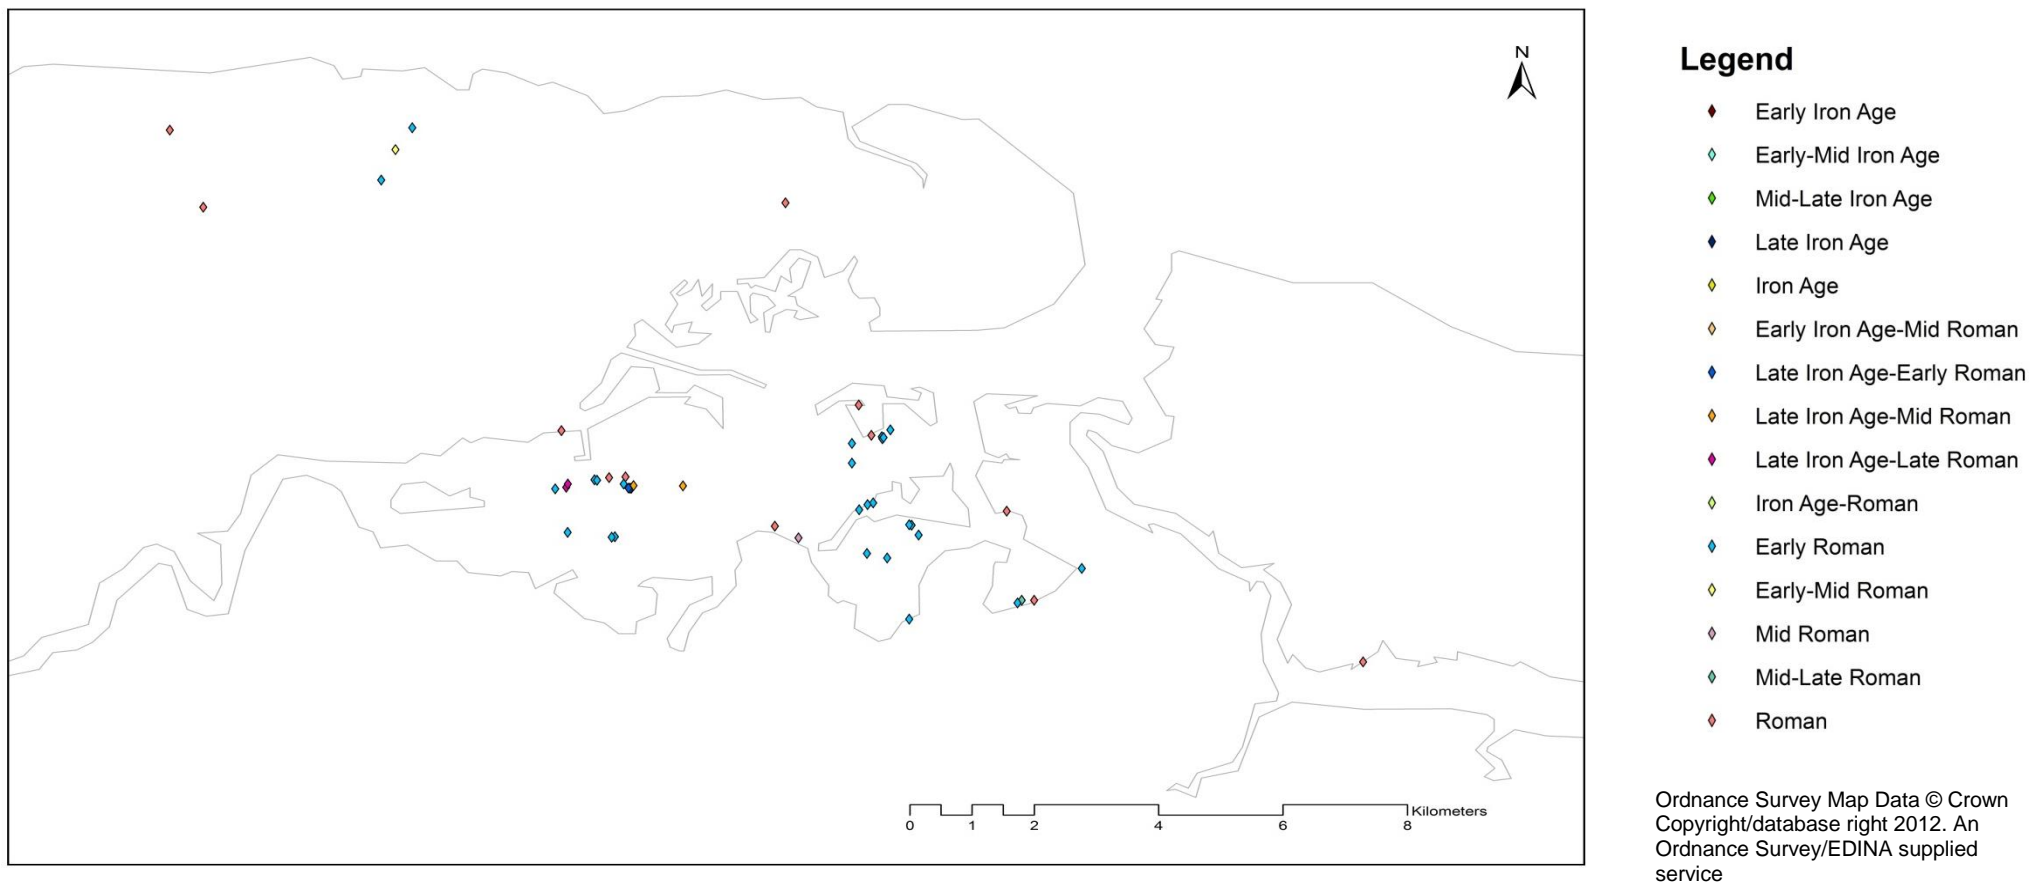 N
Legend
Early Iron Age
Early-Mid Iron Age
Mid-Late Iron Age
Late Iron Age
Iron Age
Early Iron Age-Mid Roman
Late Iron Age-Early Roman
Late Iron Age-Mid Roman
Late Iron Age-Late Roman
Iron Age-Roman
Early Roman
Early-Mid Roman
Mid Roman
Mid-Late Roman
Roman
Kilometers
0 1 2 4 6 8
Ordnance Survey Map Data © Crown
Copyright/database right 2012. An
Ordnance Survey/EDINA supplied
service